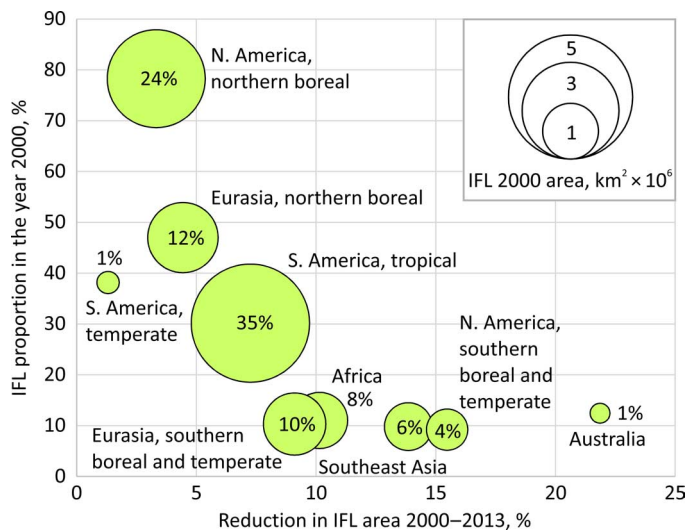 90
80
70
60
50
40
30
20
10
0
IFL proportion in the year 2000, %
N. America,
northern boreal
24%
5
3
1
IFL 2000 area, km² × 10⁶
Eurasia, northern boreal
12%
1%
S. America,
temperate
S. America, tropical
35%
N. America,
southern
boreal and
temperate
Africa
8%
10%
6%
4%
1%
Australia
Eurasia, southern
boreal and temperate
Southeast Asia
0
5
10
15
20
25
Reduction in IFL area 2000–2013, %